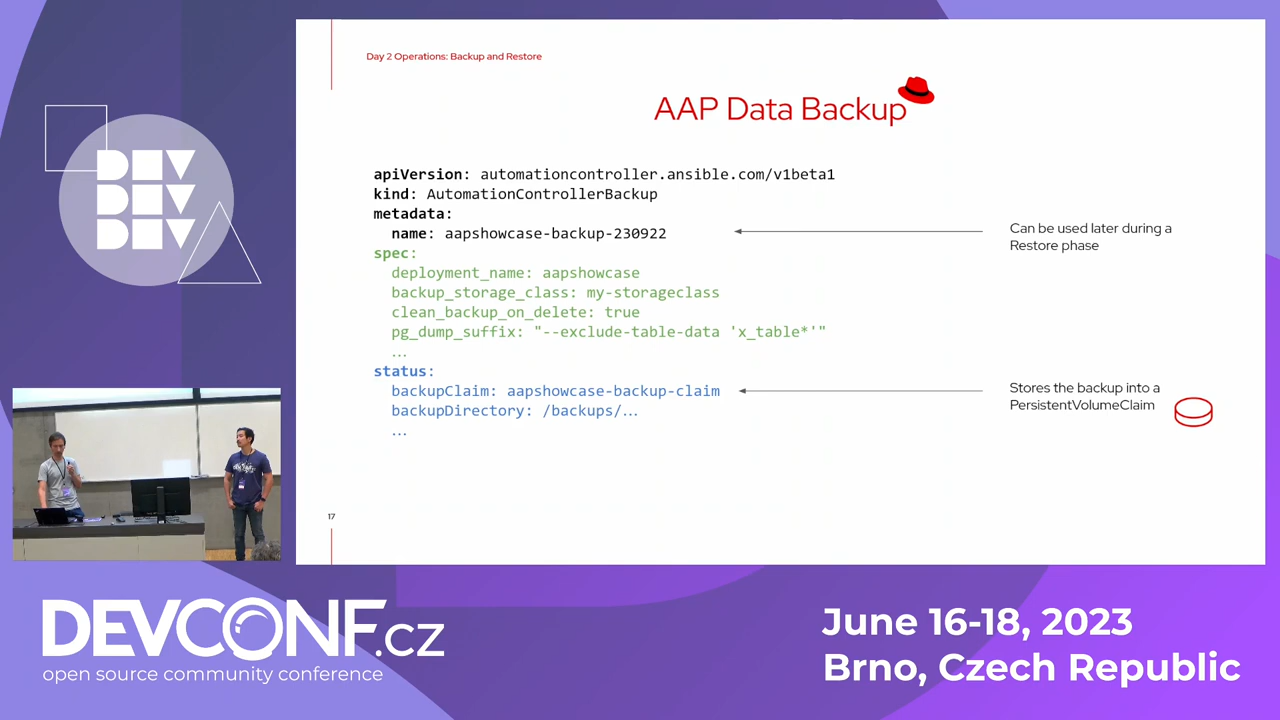 Day 2 Operations: Backup and Restore
AAP Data Backup
apiVersion: automationcontroller.ansible.com/v1beta1
kind: AutomationControllerBackup
metadata:
name: aapshowcase-backup-230922
Can be used later during a
Restore phase
spec:
deployment_name: aapshowcase
backup_storage_class: my-storageclass
clean_backup_on_delete: true
pg_dump_suffix: "--exclude-table-data 'x_table*'"
...
status:
backupClaim: aapshowcase-backup-claim
Stores the backup into a
PersistentVolumeClaim
backupDirectory: /backups/...
...
17
DEV
DEV
DEV
DEVCONF.cz
open source community conference
June 16-18, 2023
Brno, Czech Republic